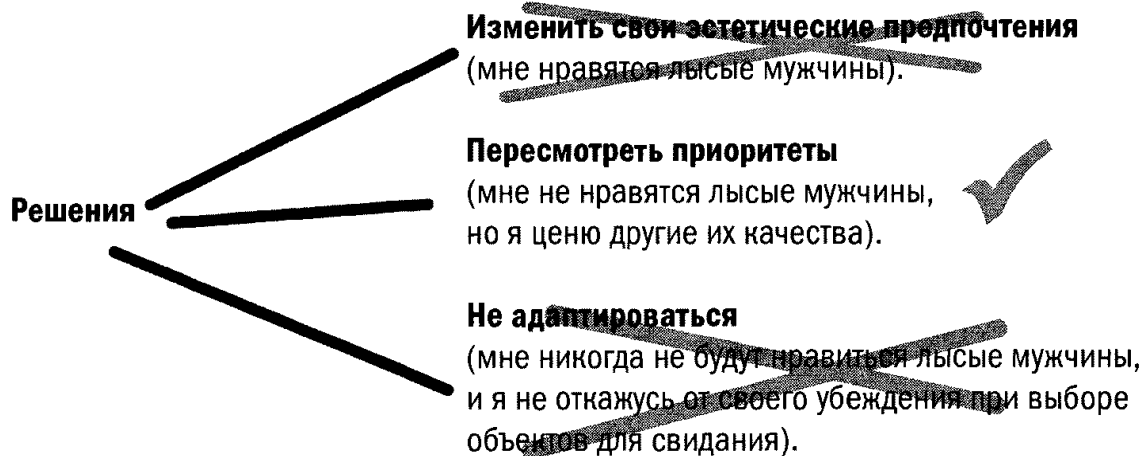 Изменить свои эстетические предпочтения
(мне нравятся лысые мужчины).
Пересмотреть приоритеты
(мне не нравятся лысые мужчины,
но я ценю другие их качества).
Решения
Не адаптироваться
(мне никогда не будут нравиться лысые мужчины,
и я не откажусь от своего убеждения при выборе
объектов для свидания).